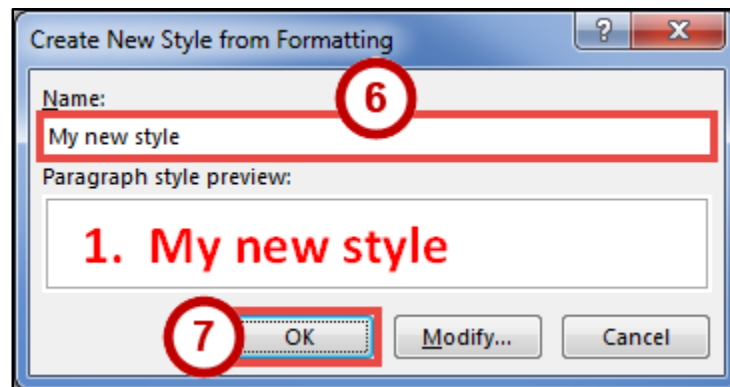 Create New Style from Formatting
?
X
6
Name:
My new style
Paragraph style preview:
1. My new style
7
OK
Modify...
Cancel